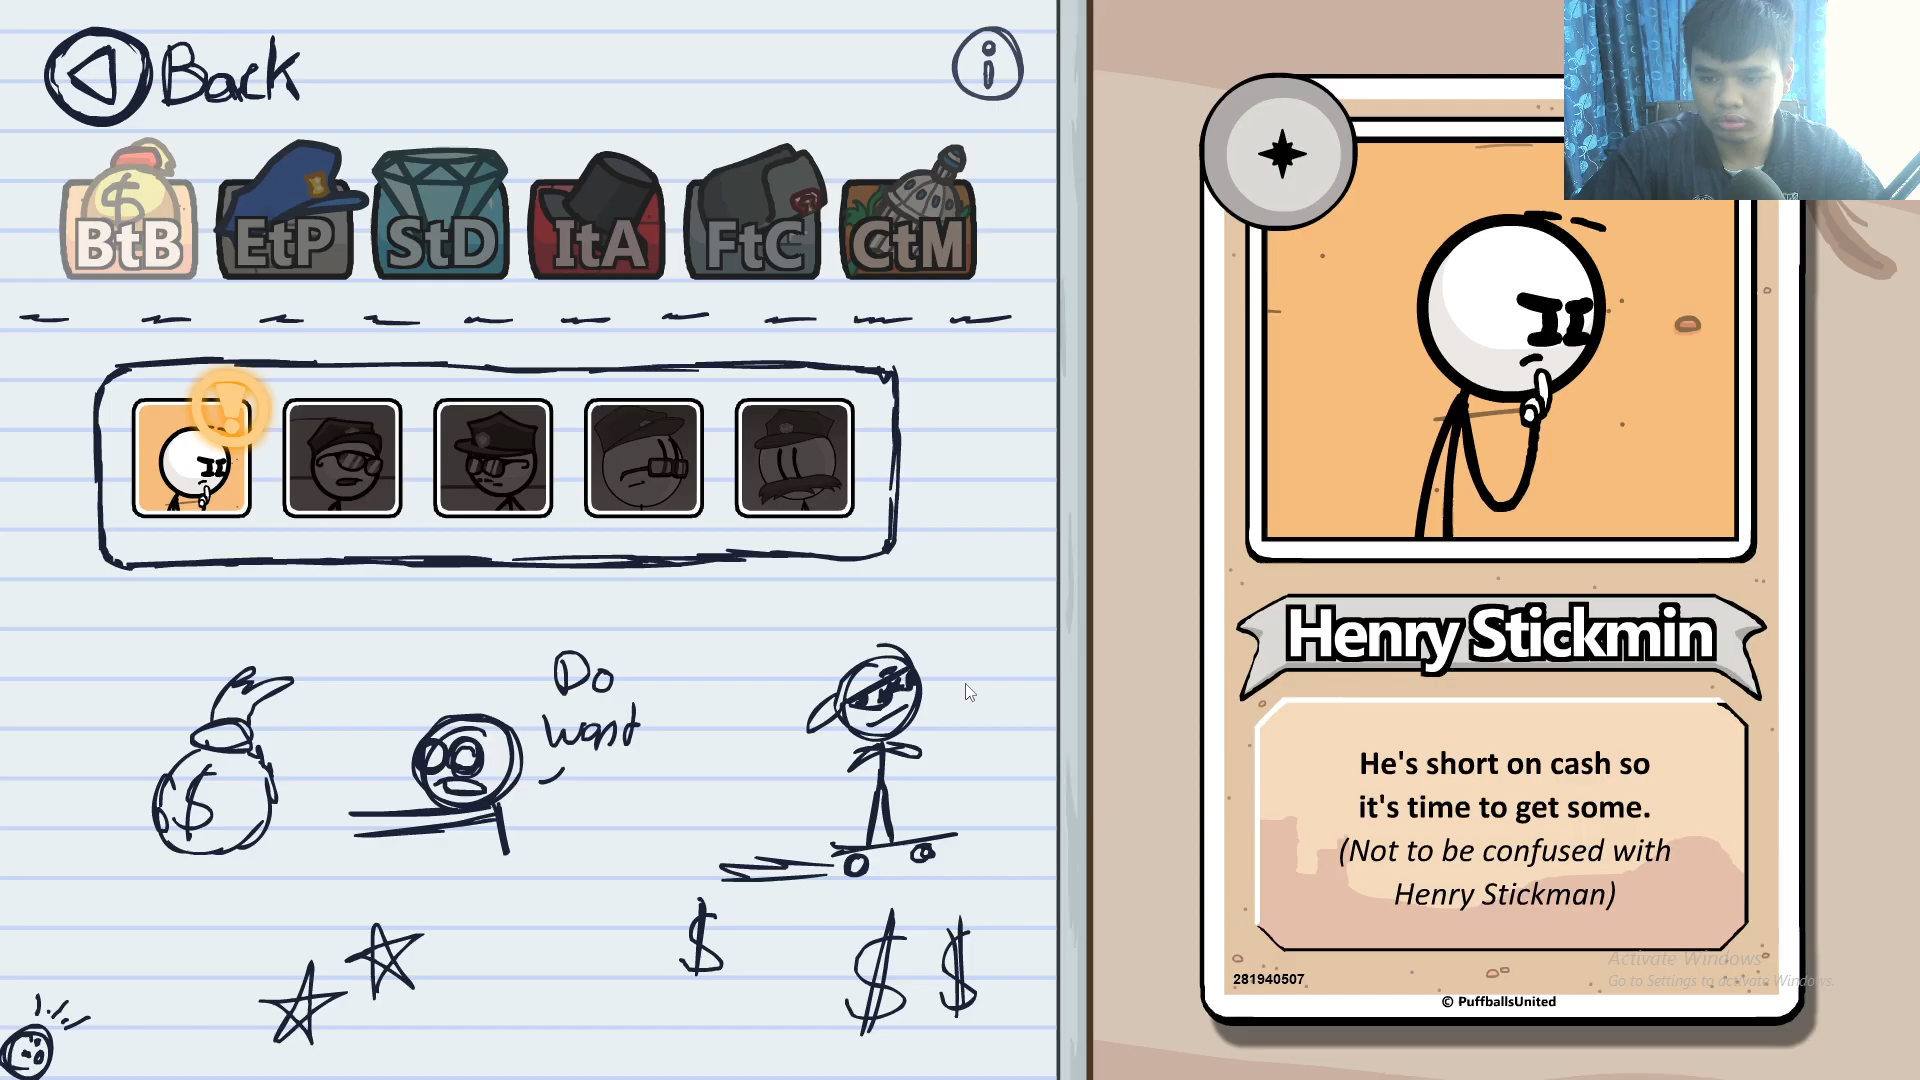 Back
i
BtB EtP StD ItA FtC CtM
!
Do
want
$
$ $ $
Henry Stickmin
He's short on cash so
it's time to get some.
(Not to be confused with
Henry Stickman)
Activate Windows
Go to Settings to activate Windows.
281940507
© PuffballsUnited